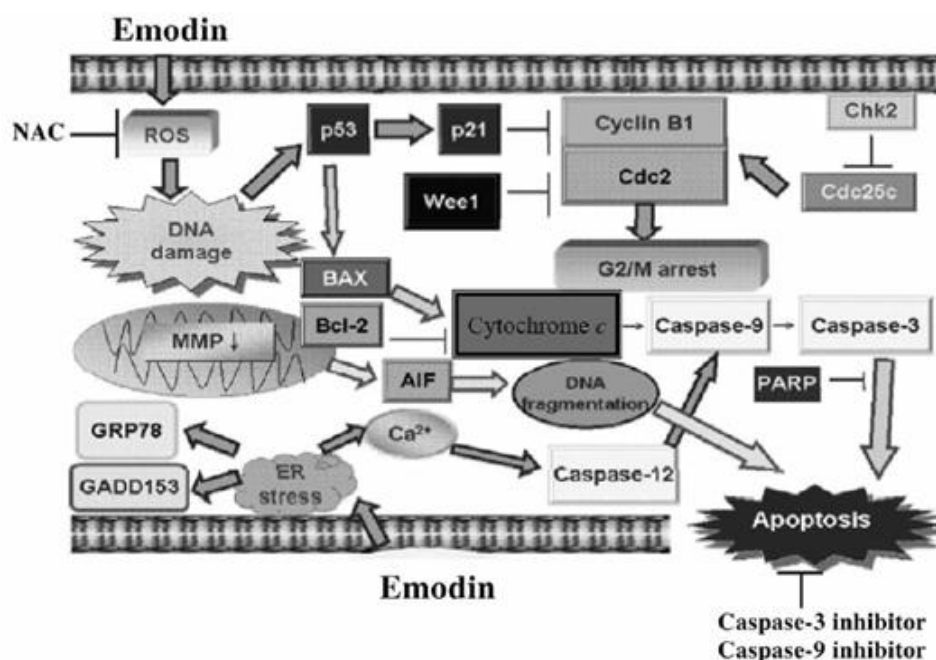 Emodin
NAC
ROS
p53
p21
Cyclin B1
Chk2
Cdc2
Wee1
Cdc25c
DNA
damage
G2/M arrest
BAX
Bcl-2
Cytochrome c
Caspase-9
Caspase-3
MMP ↓
AIF
DNA
fragmentation
PARP
GRP78
Ca²⁺
GADD153
ER
stress
Caspase-12
Apoptosis
Emodin
Caspase-3 inhibitor
Caspase-9 inhibitor